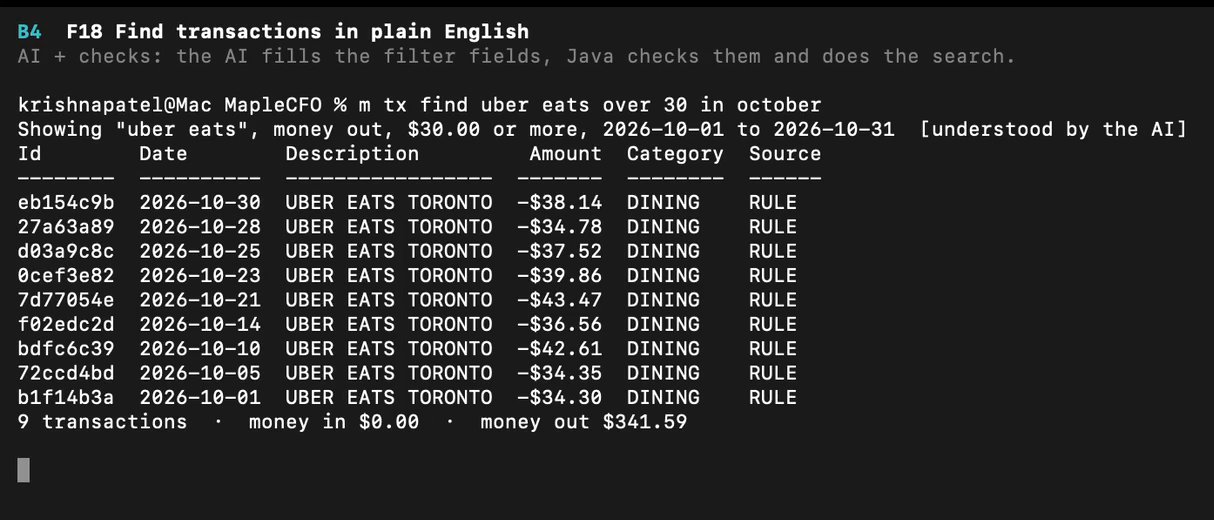 B4  F18 Find transactions in plain English
AI + checks: the AI fills the filter fields, Java checks them and does the search.
krishnapatel@Mac MapleCFO % m tx find uber eats over 30 in october
Showing "uber eats", money out, $30.00 or more, 2026-10-01 to 2026-10-31  [understood by the AI]
Id        Date        Description         Amount  Category  Source
--------  ----------  -----------------  -------  --------  ------
eb154c9b  2026-10-30  UBER EATS TORONTO  -$38.14  DINING    RULE
27a63a89  2026-10-28  UBER EATS TORONTO  -$34.78  DINING    RULE
d03a9c8c  2026-10-25  UBER EATS TORONTO  -$37.52  DINING    RULE
0cef3e82  2026-10-23  UBER EATS TORONTO  -$39.86  DINING    RULE
7d77054e  2026-10-21  UBER EATS TORONTO  -$43.47  DINING    RULE
f02edc2d  2026-10-14  UBER EATS TORONTO  -$36.56  DINING    RULE
bdfc6c39  2026-10-10  UBER EATS TORONTO  -$42.61  DINING    RULE
72ccd4bd  2026-10-05  UBER EATS TORONTO  -$34.35  DINING    RULE
b1f14b3a  2026-10-01  UBER EATS TORONTO  -$34.30  DINING    RULE
9 transactions  ·  money in $0.00  ·  money out $341.59